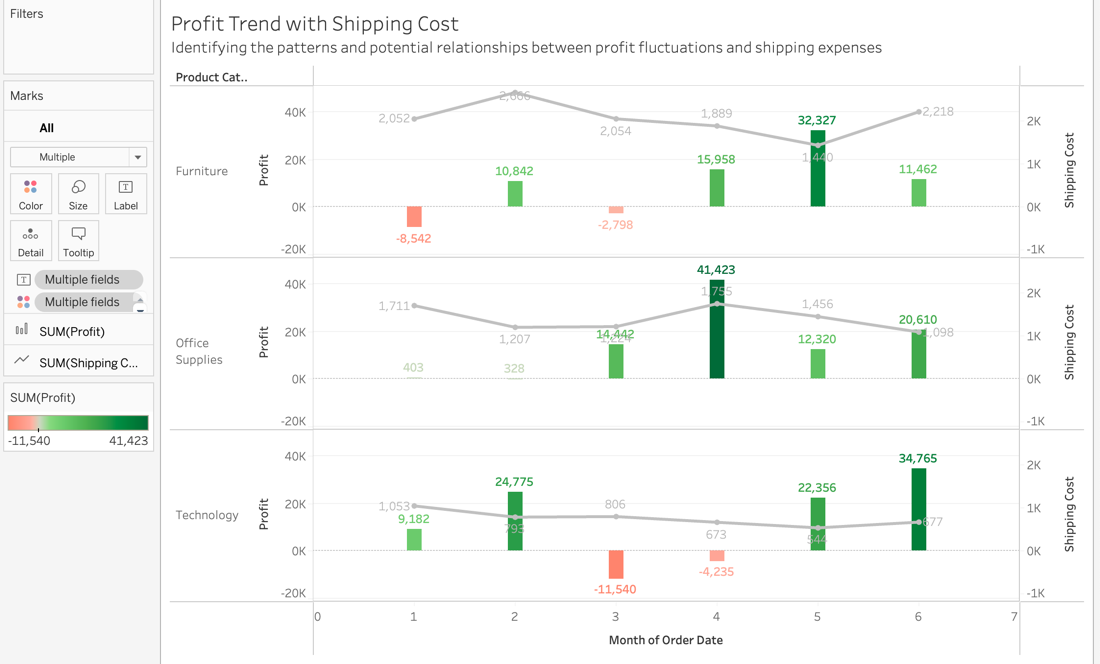 Filters
Marks
All
Multiple
Color
Size
Label
Detail
Tooltip
Multiple fields
Multiple fields
SUM(Profit)
SUM(Shipping C...
SUM(Profit)
-11,540
41,423
Profit Trend with Shipping Cost
Identifying the patterns and potential relationships between profit fluctuations and shipping expenses
Product Cat..
Furniture
Profit
40K
20K
0K
-20K
2,052
2,054
1,889
1,440
2,218
-8,542
10,842
-2,798
15,958
32,327
11,462
2K
1K
0K
-1K
Shipping Cost
Office
Supplies
Profit
40K
20K
0K
-20K
1,711
1,207
1,755
1,456
1,098
403
328
14,442
41,423
12,320
20,610
2K
1K
0K
-1K
Shipping Cost
Technology
Profit
40K
20K
0K
-20K
1,053
793
806
673
544
677
9,182
24,775
-11,540
-4,235
22,356
34,765
2K
1K
0K
-1K
Shipping Cost
0
1
2
3
4
5
6
7
Month of Order Date